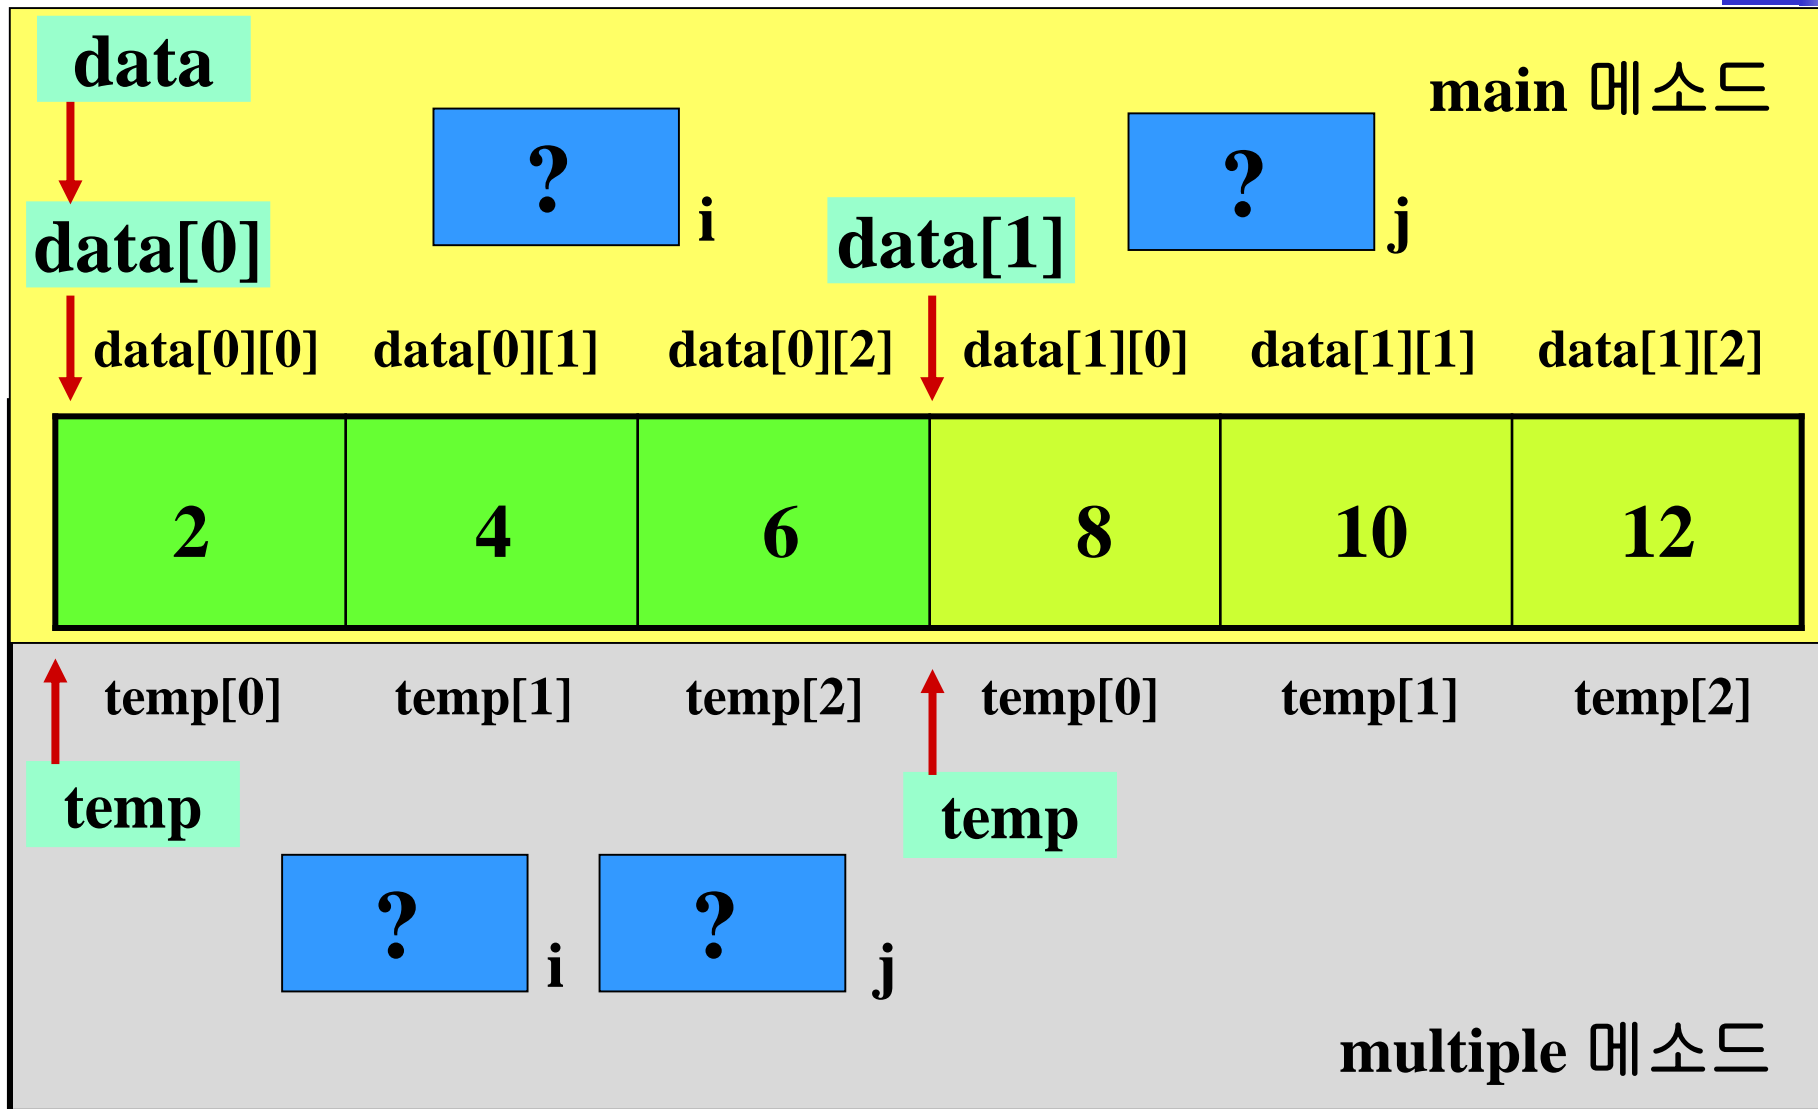 data
main 메소드
? i
? j
data[0]
data[1]
data[0][0] data[0][1] data[0][2] data[1][0] data[1][1] data[1][2]
2 4 6 8 10 12
temp[0] temp[1] temp[2] temp[0] temp[1] temp[2]
temp
temp
? i ? j
multiple 메소드